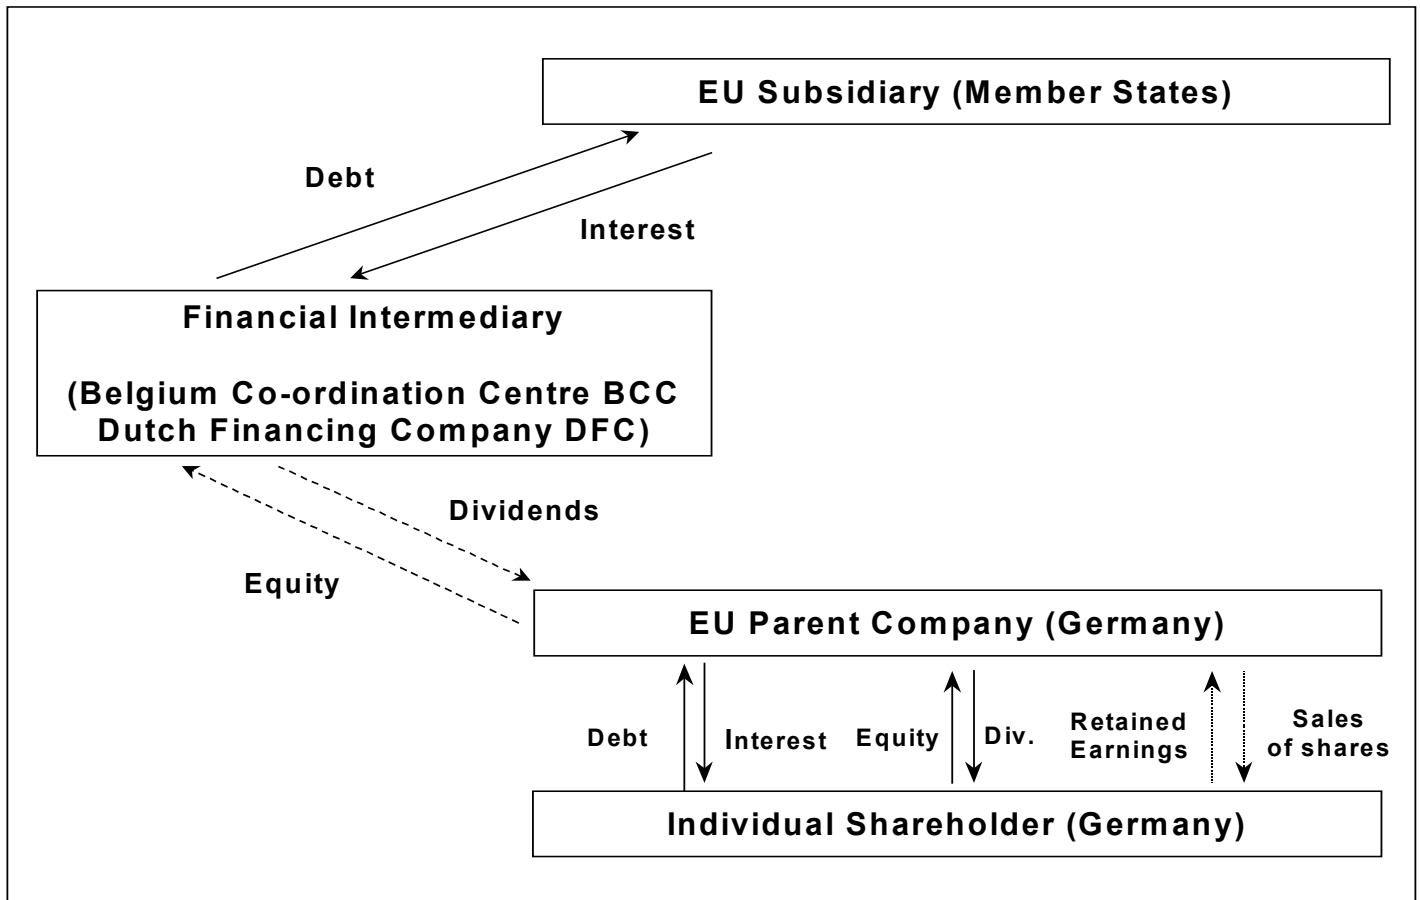 EU Subsidiary (Member States)
Debt
Interest
Financial Intermediary
(Belgium Co-ordination Centre BCC
Dutch Financing Company DFC)
Dividends
Equity
EU Parent Company (Germany)
Debt
Interest
Equity
Div.
Retained
Earnings
Sales
of shares
Individual Shareholder (Germany)